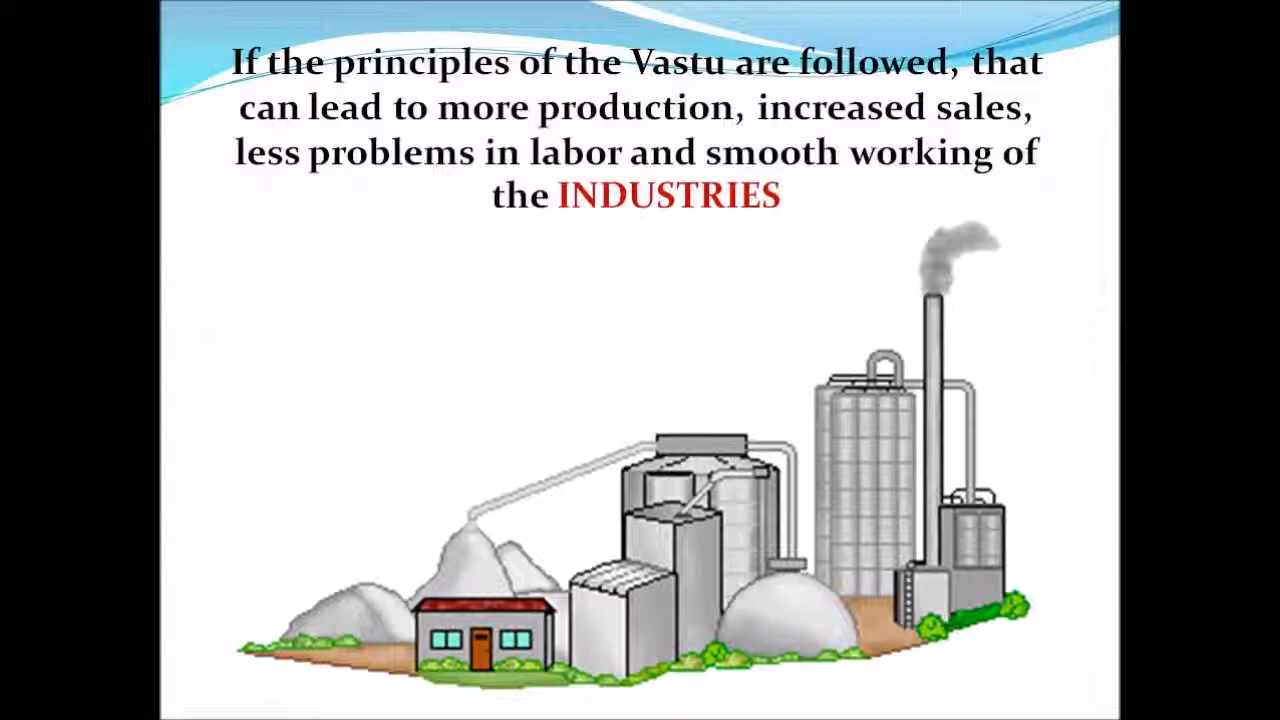 If the principles of the Vastu are followed, that
can lead to more production, increased sales,
less problems in labor and smooth working of
the INDUSTRIES